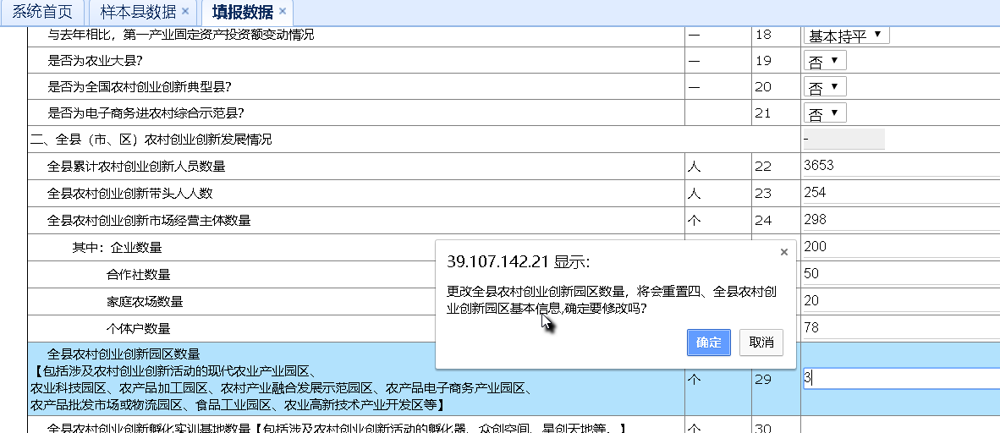 系统首页 样本县数据 × 填报数据 ×
与去年相比，第一产业固定资产投资额变动情况 — 18 基本持平 ▼
是否为农业大县? — 19 否 ▼
是否为全国农村创业创新典型县? — 20 否 ▼
是否为电子商务进农村综合示范县? 21 否 ▼
二、全县（市、区）农村创业创新发展情况 -
全县累计农村创业创新人员数量 人 22 3653
全县农村创业创新带头人人数 人 23 254
全县农村创业创新市场经营主体数量 个 24 298
其中：企业数量 200
合作社数量 50
家庭农场数量 20
个体户数量 78
39.107.142.21 显示: ×
更改全县农村创业创新园区数量，将会重置四、全县农村创
业创新园区基本信息,确定要修改吗?
确定 取消
全县农村创业创新园区数量
【包括涉及农村创业创新活动的现代农业产业园区、
农业科技园区、农产品加工园区、农村产业融合发展示范园区、农产品电子商务产业园区、
农产品批发市场或物流园区、食品工业园区、农业高新技术产业开发区等】
个 29 3
全县农村创业创新孵化实训基地数量【包括涉及农村创业创新活动的孵化器、众创空间、星创天地等。】 个 30